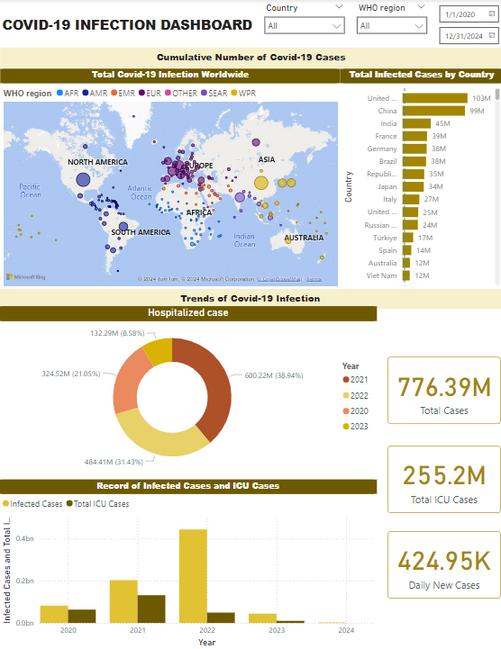 COVID-19 INFECTION DASHBOARD
Country
All
WHO region
All
1/1/2020
12/31/2024
Cumulative Number of Covid-19 Cases
Total Covid-19 Infection Worldwide
WHO region AFR AMR EMR EUR OTHER SEAR WPR
NORTH AMERICA
EUROPE
ASIA
Pacific
Ocean
Atlantic
Ocean
AFRICA
SOUTH AMERICA
Indian
Ocean
AUSTRALIA
Microsoft Bing
© 2024 TomTom, © 2024 Microsoft Corporation, © OpenStreetMap Terms
Total Infected Cases by Country
Country
United ... 103M
China 99M
India 45M
France 39M
Germany 38M
Brazil 38M
Republi... 35M
Japan 34M
Italy 27M
United ... 25M
Russian ... 24M
Türkiye 17M
Spain 14M
Australia 12M
Viet Nam 12M
Trends of Covid-19 Infection
Hospitalized case
132.29M (8.58%)
324.52M (21.05%)
600.22M (38.94%)
484.41M (31.43%)
Year
2021
2022
2020
2023
776.39M
Total Cases
255.2M
Total ICU Cases
424.95K
Daily New Cases
Record of Infected Cases and ICU Cases
Infected Cases Total ICU Cases
Infected Cases and Total I...
0.4bn
0.2bn
0.0bn
2020 2021 2022 2023 2024
Year